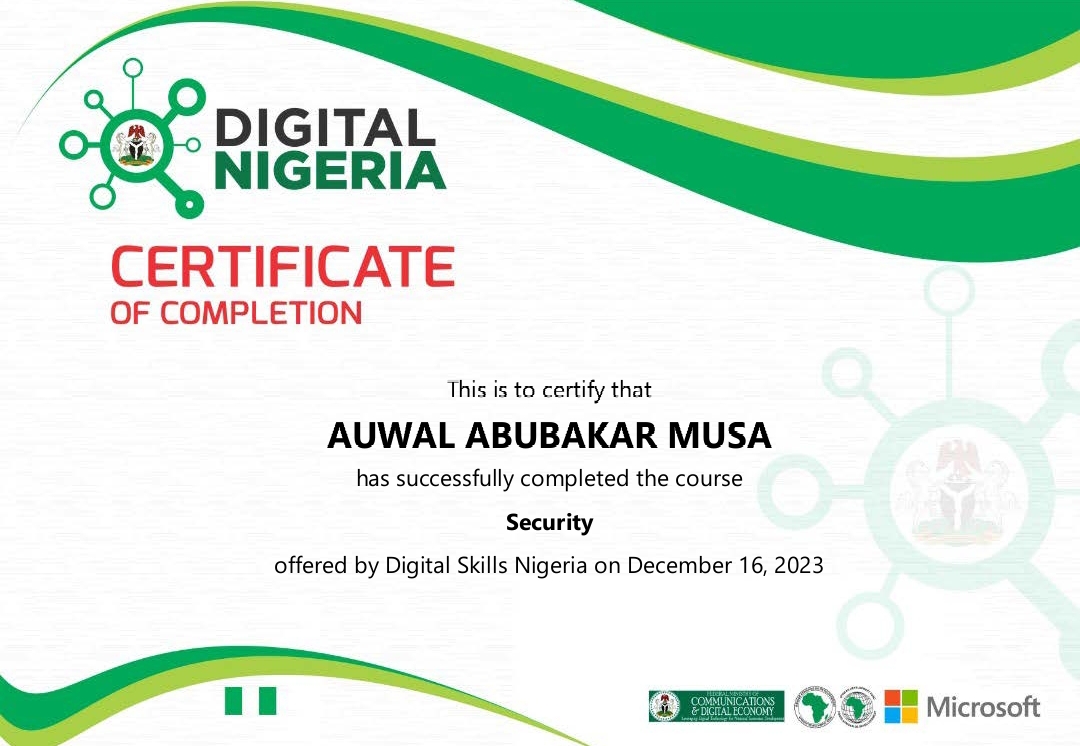 DIGITAL
NIGERIA
CERTIFICATE
OF COMPLETION
This is to certify that
AUWAL ABUBAKAR MUSA
has successfully completed the course
Security
offered by Digital Skills Nigeria on December 16, 2023
FEDERAL MINISTRY OF
COMMUNICATIONS
& DIGITAL ECONOMY
Microsoft